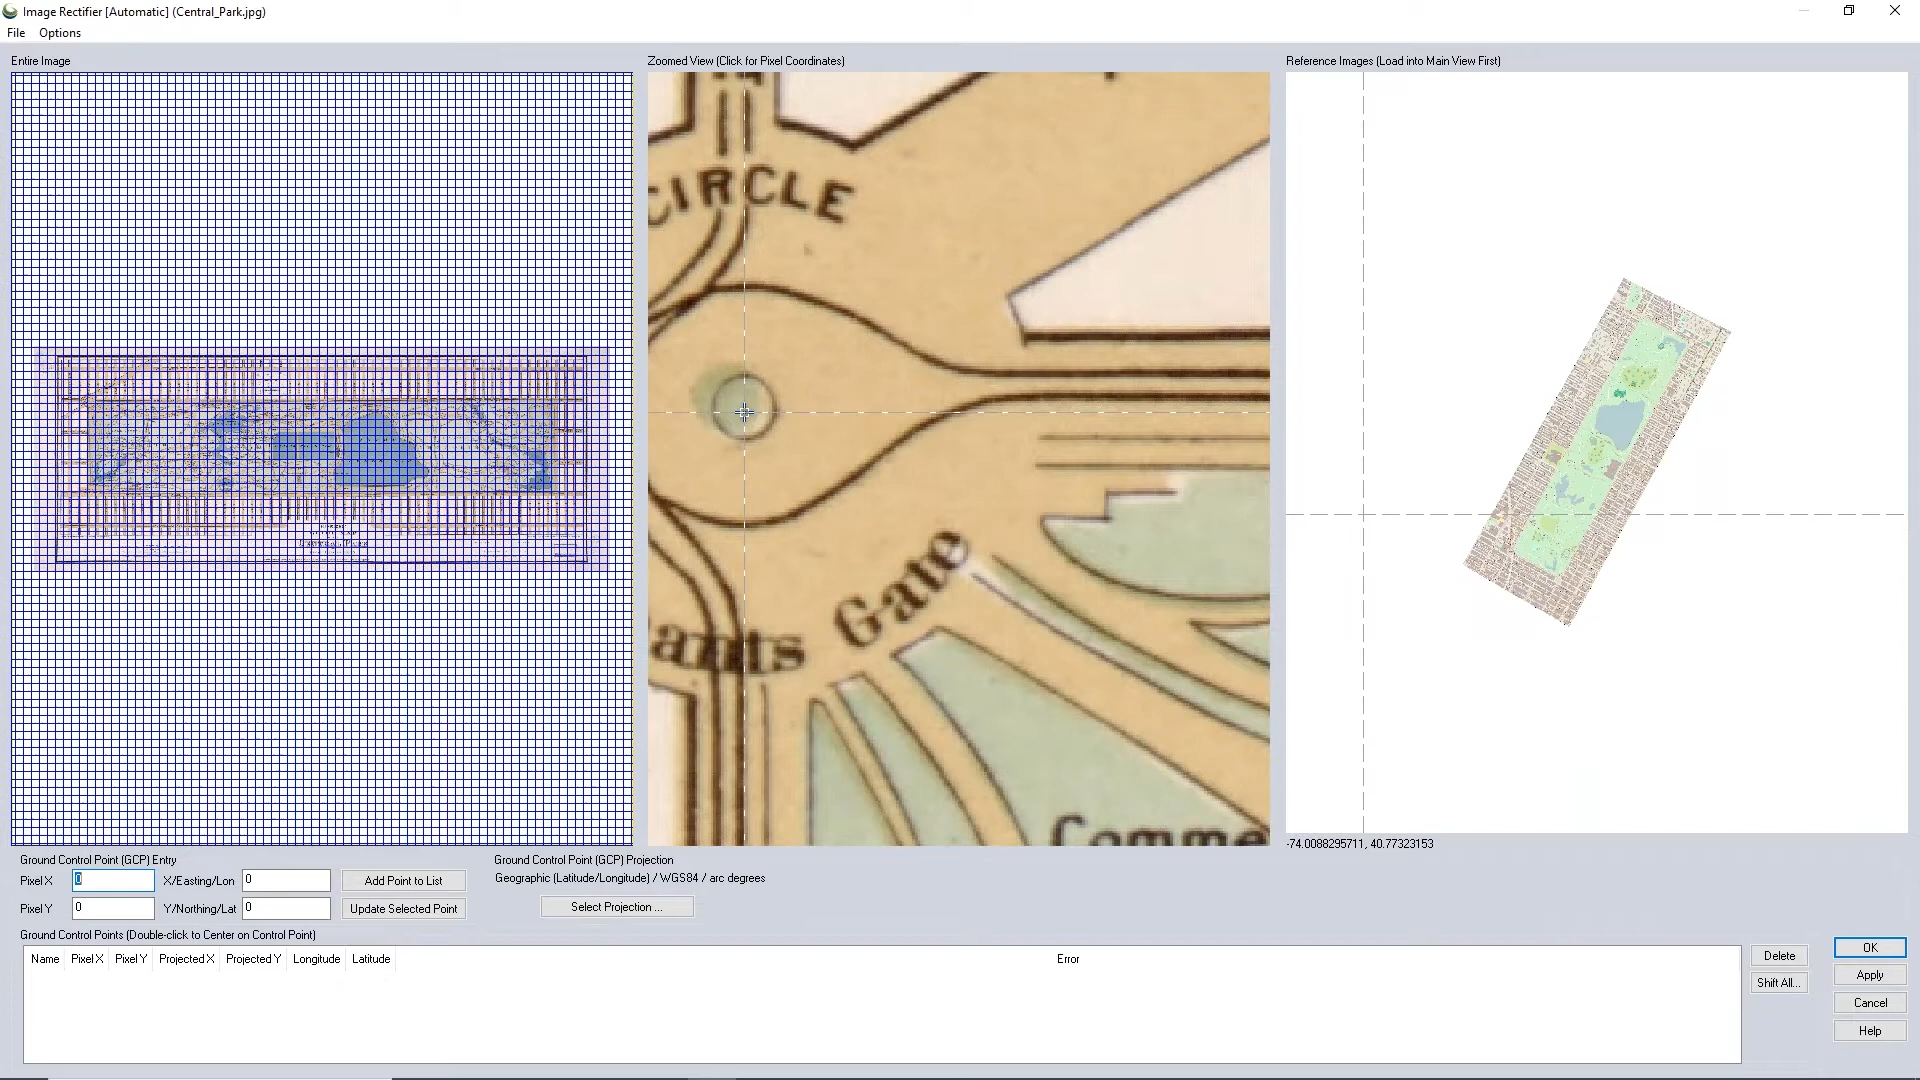 Image Rectifier [Automatic] (Central_Park.jpg)
File Options
Entire Image
Zoomed View (Click for Pixel Coordinates)
Reference Images (Load into Main View First)
CIRCLE
Gate
ants
Comme
-74.0088295711, 40.77323153
Ground Control Point (GCP) Entry
Ground Control Point (GCP) Projection
Pixel X 0 X/Easting/Lon 0 Add Point to List
Geographic (Latitude/Longitude) / WGS84 / arc degrees
Pixel Y 0 Y/Northing/Lat 0 Update Selected Point
Select Projection ...
Ground Control Points (Double-click to Center on Control Point)
Name Pixel X Pixel Y Projected X Projected Y Longitude Latitude Error
Delete
Shift All...
OK
Apply
Cancel
Help